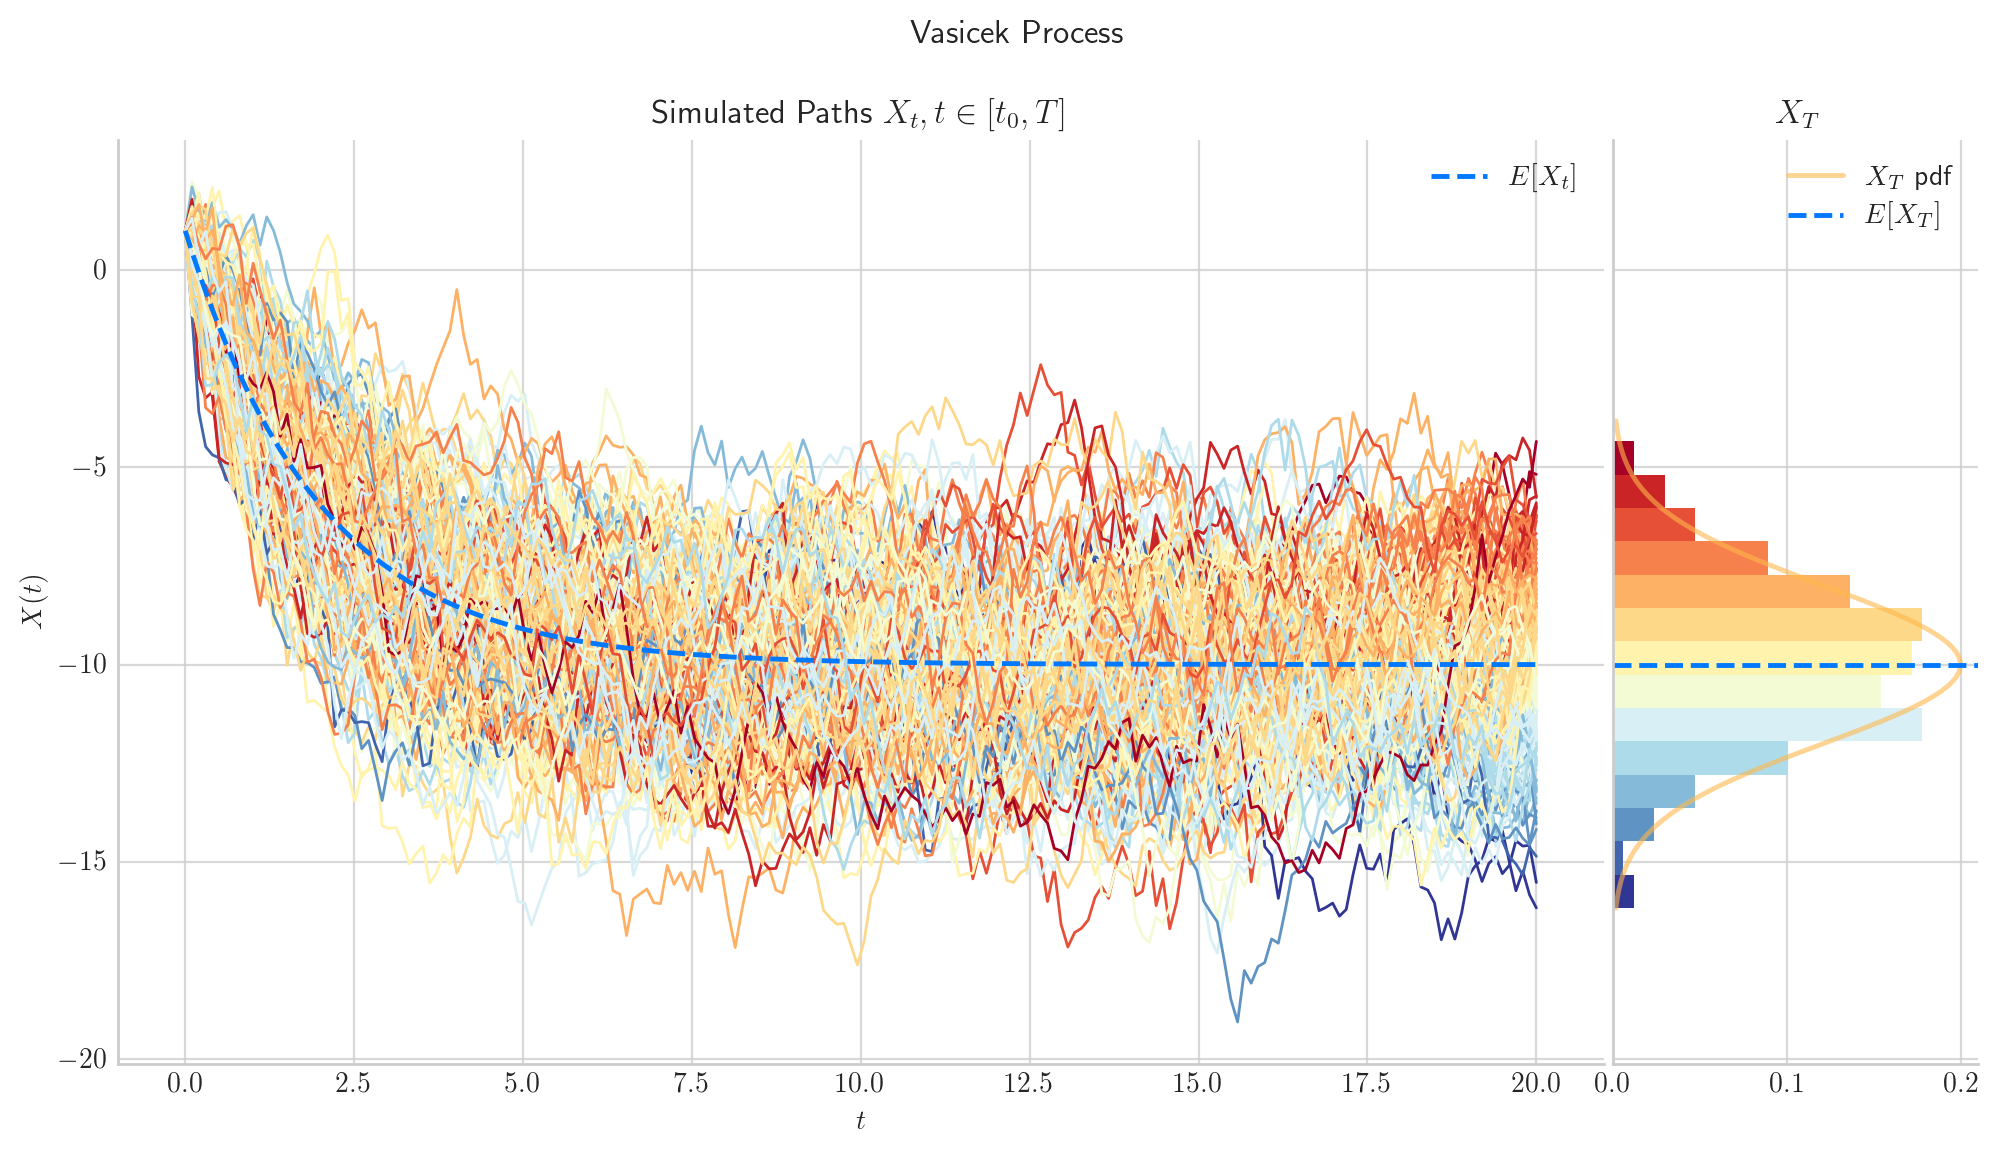 Vasicek Process
Simulated Paths $X_t, t \in [t_0, T]$
$X_T$
$E[X_t]$
$X_T$ pdf
$E[X_T]$
0
−5
−10
−15
−20
$X(t)$
0.0 2.5 5.0 7.5 10.0 12.5 15.0 17.5 20.0
0.0 0.1 0.2
$t$